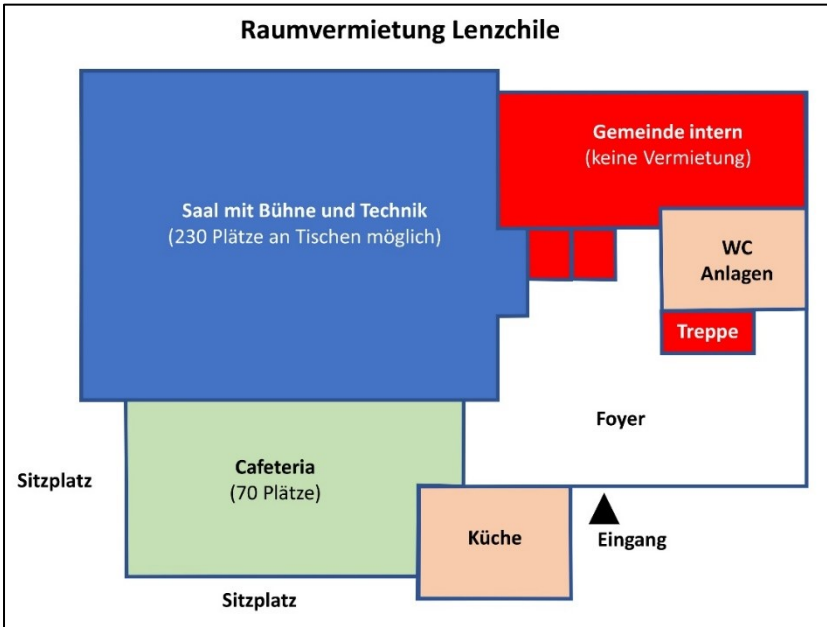 Raumvermietung Lenzchile
Gemeinde intern
(keine Vermietung)
Saal mit Bühne und Technik
(230 Plätze an Tischen möglich)
WC
Anlagen
Treppe
Foyer
Cafeteria
(70 Plätze)
Sitzplatz
Küche
Eingang
Sitzplatz